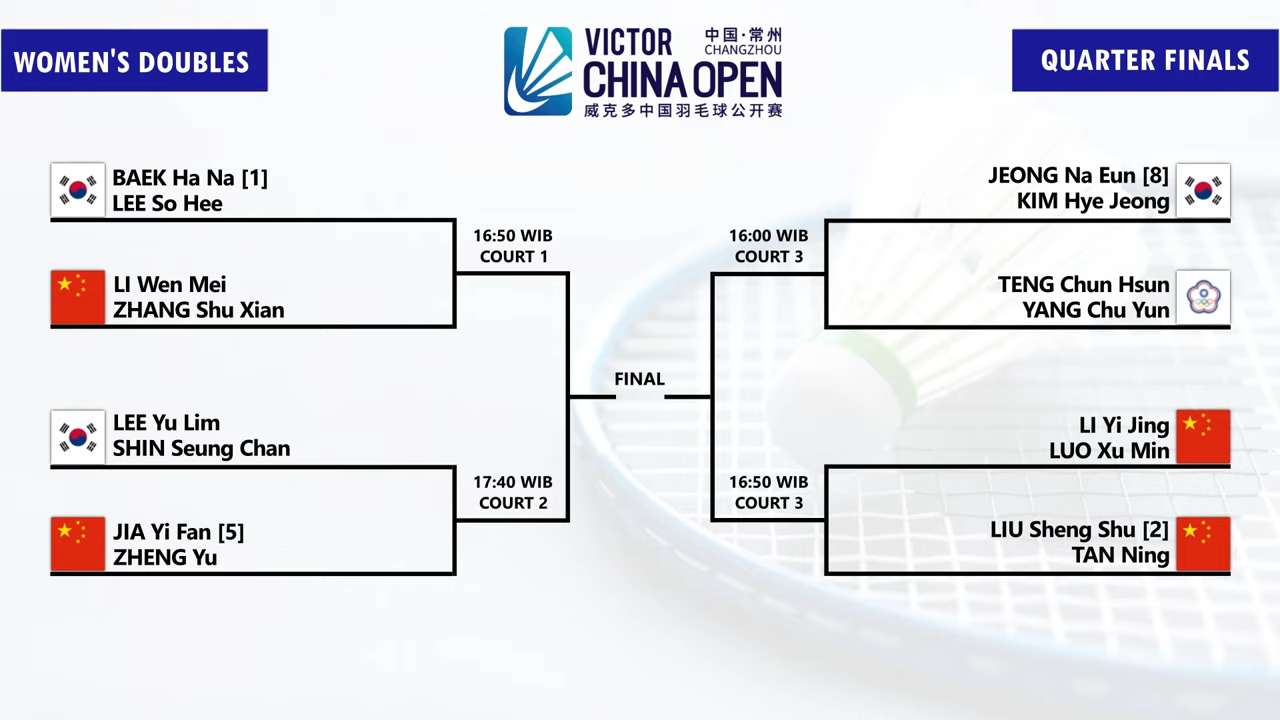 WOMEN'S DOUBLES
VICTOR
中国·常州
CHANGZHOU
CHINA OPEN
威克多中国羽毛球公开赛
QUARTER FINALS
BAEK Ha Na [1]
LEE So Hee
16:50 WIB
COURT 1
LI Wen Mei
ZHANG Shu Xian
LEE Yu Lim
SHIN Seung Chan
17:40 WIB
COURT 2
JIA Yi Fan [5]
ZHENG Yu
FINAL
JEONG Na Eun [8]
KIM Hye Jeong
16:00 WIB
COURT 3
TENG Chun Hsun
YANG Chu Yun
LI Yi Jing
LUO Xu Min
16:50 WIB
COURT 3
LIU Sheng Shu [2]
TAN Ning